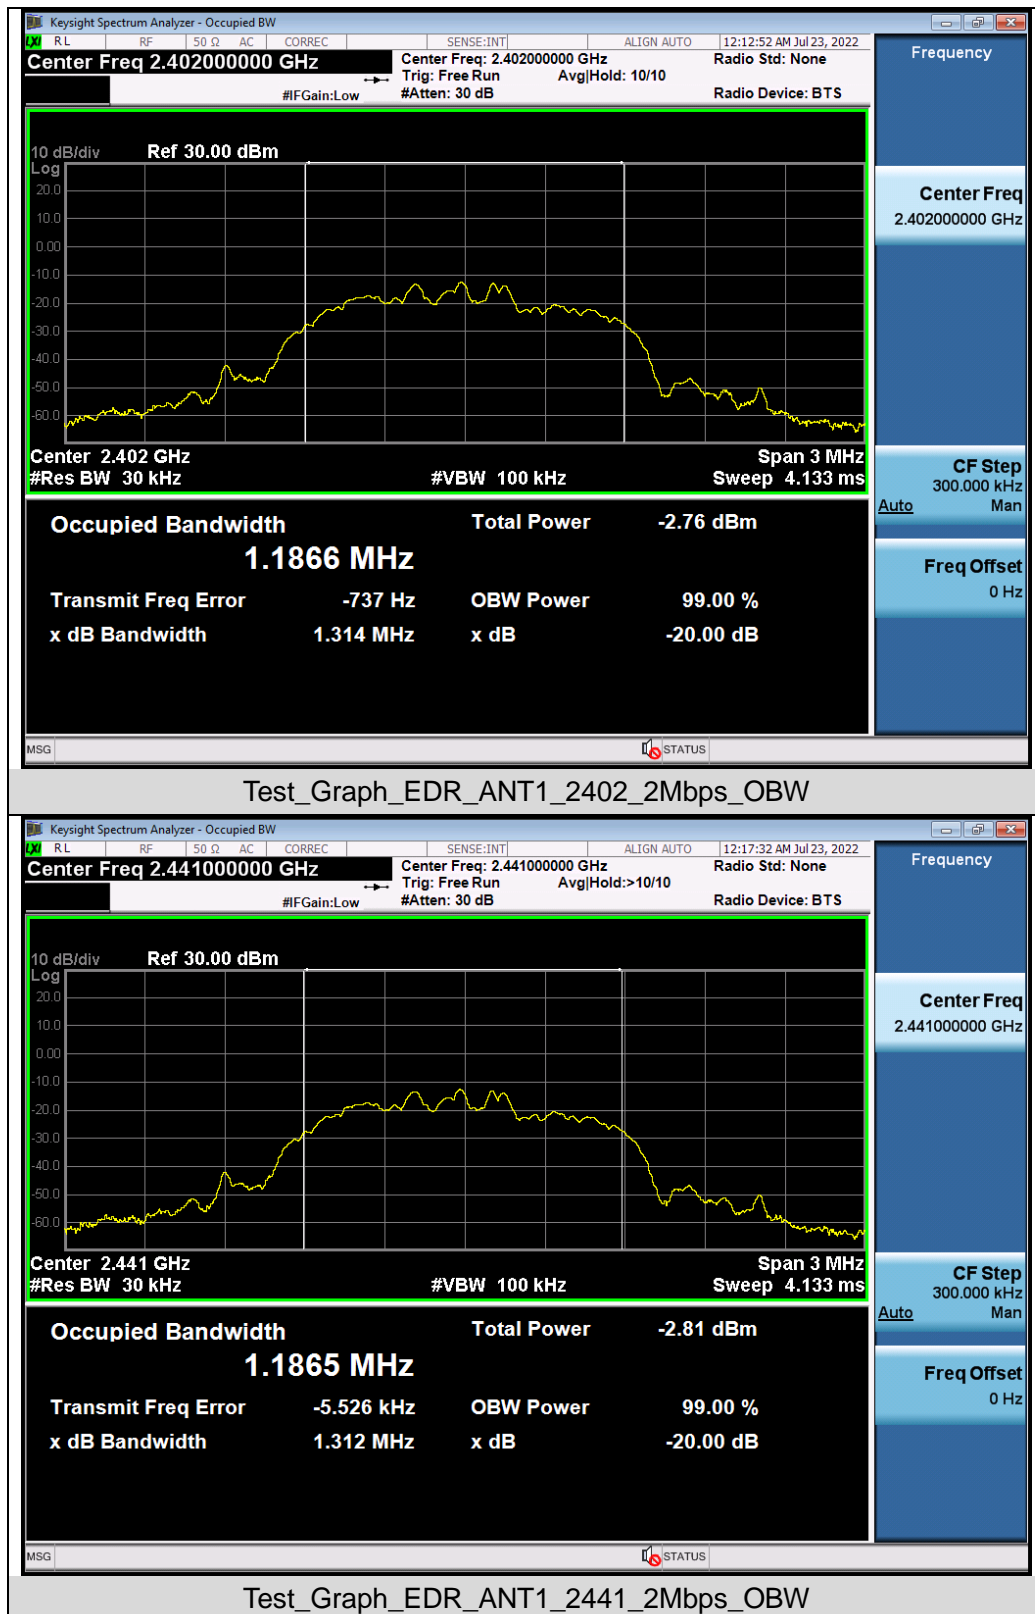 Keysight Spectrum Analyzer - Occupied BW
LXI RL RF 50 Ω AC CORREC SENSE:INT ALIGN AUTO 12:12:52 AM Jul 23, 2022
Center Freq 2.402000000 GHz
Center Freq: 2.402000000 GHz Radio Std: None
Trig: Free Run Avg|Hold: 10/10
#IFGain:Low #Atten: 30 dB Radio Device: BTS
Frequency
10 dB/div Ref 30.00 dBm
Log
20.0
10.0
0.00
-10.0
-20.0
-30.0
-40.0
-50.0
-60.0
Center 2.402 GHz Span 3 MHz
#Res BW 30 kHz #VBW 100 kHz Sweep 4.133 ms
Center Freq
2.402000000 GHz
CF Step
300.000 kHz
Auto Man
Freq Offset
0 Hz
Occupied Bandwidth Total Power -2.76 dBm
1.1866 MHz
Transmit Freq Error -737 Hz OBW Power 99.00 %
x dB Bandwidth 1.314 MHz x dB -20.00 dB
MSG STATUS
Test_Graph_EDR_ANT1_2402_2Mbps_OBW
Keysight Spectrum Analyzer - Occupied BW
LXI RL RF 50 Ω AC CORREC SENSE:INT ALIGN AUTO 12:17:32 AM Jul 23, 2022
Center Freq 2.441000000 GHz
Center Freq: 2.441000000 GHz Radio Std: None
Trig: Free Run Avg|Hold:>10/10
#IFGain:Low #Atten: 30 dB Radio Device: BTS
Frequency
10 dB/div Ref 30.00 dBm
Log
20.0
10.0
0.00
-10.0
-20.0
-30.0
-40.0
-50.0
-60.0
Center 2.441 GHz Span 3 MHz
#Res BW 30 kHz #VBW 100 kHz Sweep 4.133 ms
Center Freq
2.441000000 GHz
CF Step
300.000 kHz
Auto Man
Freq Offset
0 Hz
Occupied Bandwidth Total Power -2.81 dBm
1.1865 MHz
Transmit Freq Error -5.526 kHz OBW Power 99.00 %
x dB Bandwidth 1.312 MHz x dB -20.00 dB
MSG STATUS
Test_Graph_EDR_ANT1_2441_2Mbps_OBW